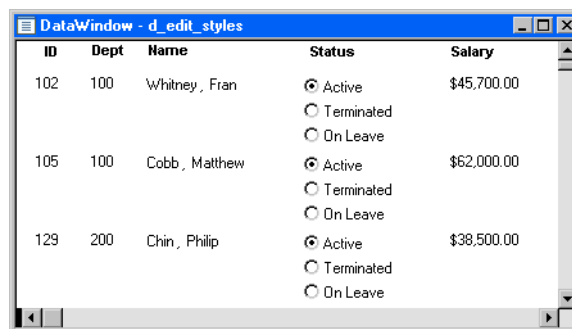 DataWindow - d_edit_styles
ID Dept Name Status Salary
102 100 Whitney , Fran Active $45,700.00
Terminated
On Leave
105 100 Cobb , Matthew Active $62,000.00
Terminated
On Leave
129 200 Chin , Philip Active $38,500.00
Terminated
On Leave